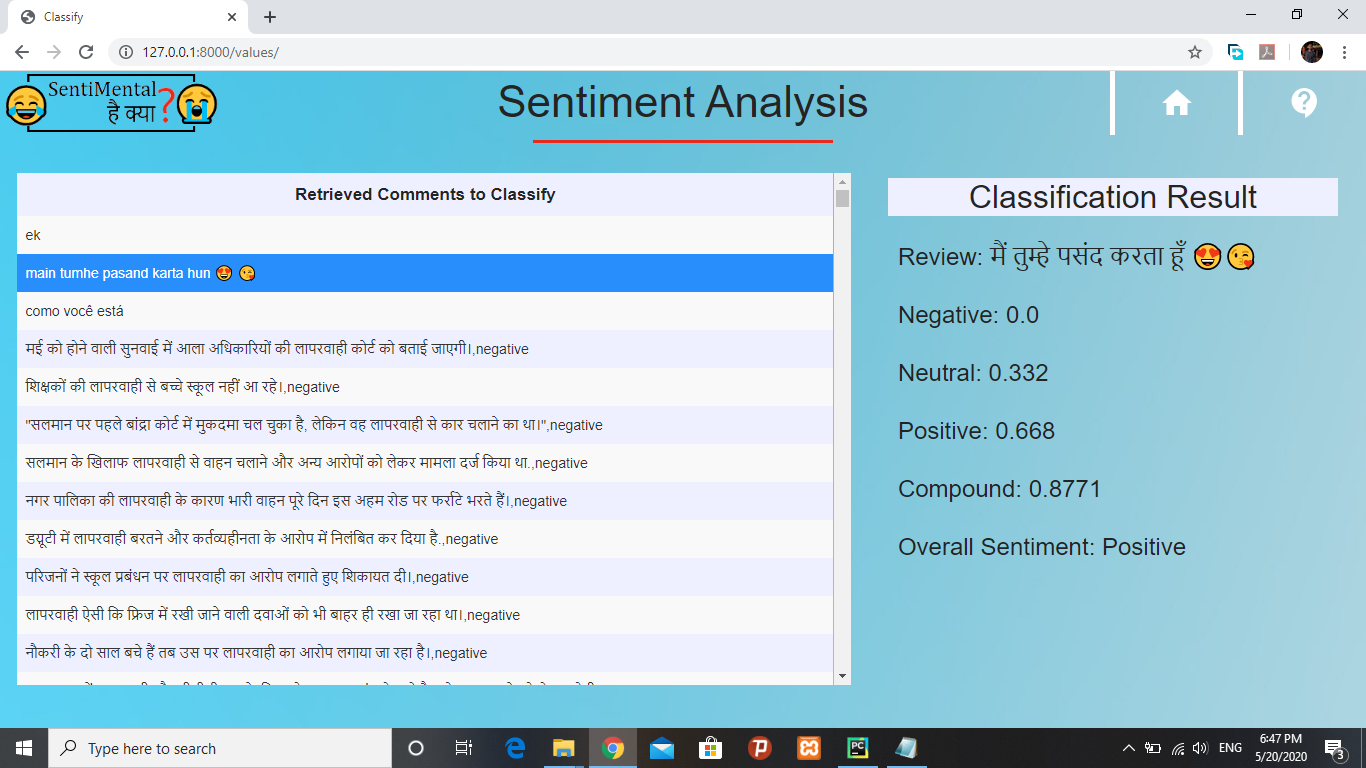 Classify
127.0.0.1:8000/values/
SentiMental
है क्या?
Sentiment Analysis
Retrieved Comments to Classify
ek
main tumhe pasand karta hun 😍 😘
como você está
मई को होने वाली सुनवाई में आला अधिकारियों की लापरवाही कोर्ट को बताई जाएगी।,negative
शिक्षकों की लापरवाही से बच्चे स्कूल नहीं आ रहे।,negative
"सलमान पर पहले बांद्रा कोर्ट में मुकदमा चल चुका है, लेकिन वह लापरवाही से कार चलाने का था।",negative
सलमान के खिलाफ लापरवाही से वाहन चलाने और अन्य आरोपों को लेकर मामला दर्ज किया था.,negative
नगर पालिका की लापरवाही के कारण भारी वाहन पूरे दिन इस अहम रोड पर फर्राटे भरते हैं।,negative
ड्यूटी में लापरवाही बरतने और कर्तव्यहीनता के आरोप में निलंबित कर दिया है.,negative
परिजनों ने स्कूल प्रबंधन पर लापरवाही का आरोप लगाते हुए शिकायत दी।,negative
लापरवाही ऐसी कि फ्रिज में रखी जाने वाली दवाओं को भी बाहर ही रखा जा रहा था।,negative
नौकरी के दो साल बचे हैं तब उस पर लापरवाही का आरोप लगाया जा रहा है।,negative
Classification Result
Review: मैं तुम्हे पसंद करता हूँ 😍😘
Negative: 0.0
Neutral: 0.332
Positive: 0.668
Compound: 0.8771
Overall Sentiment: Positive
Type here to search
ENG
6:47 PM
5/20/2020
3